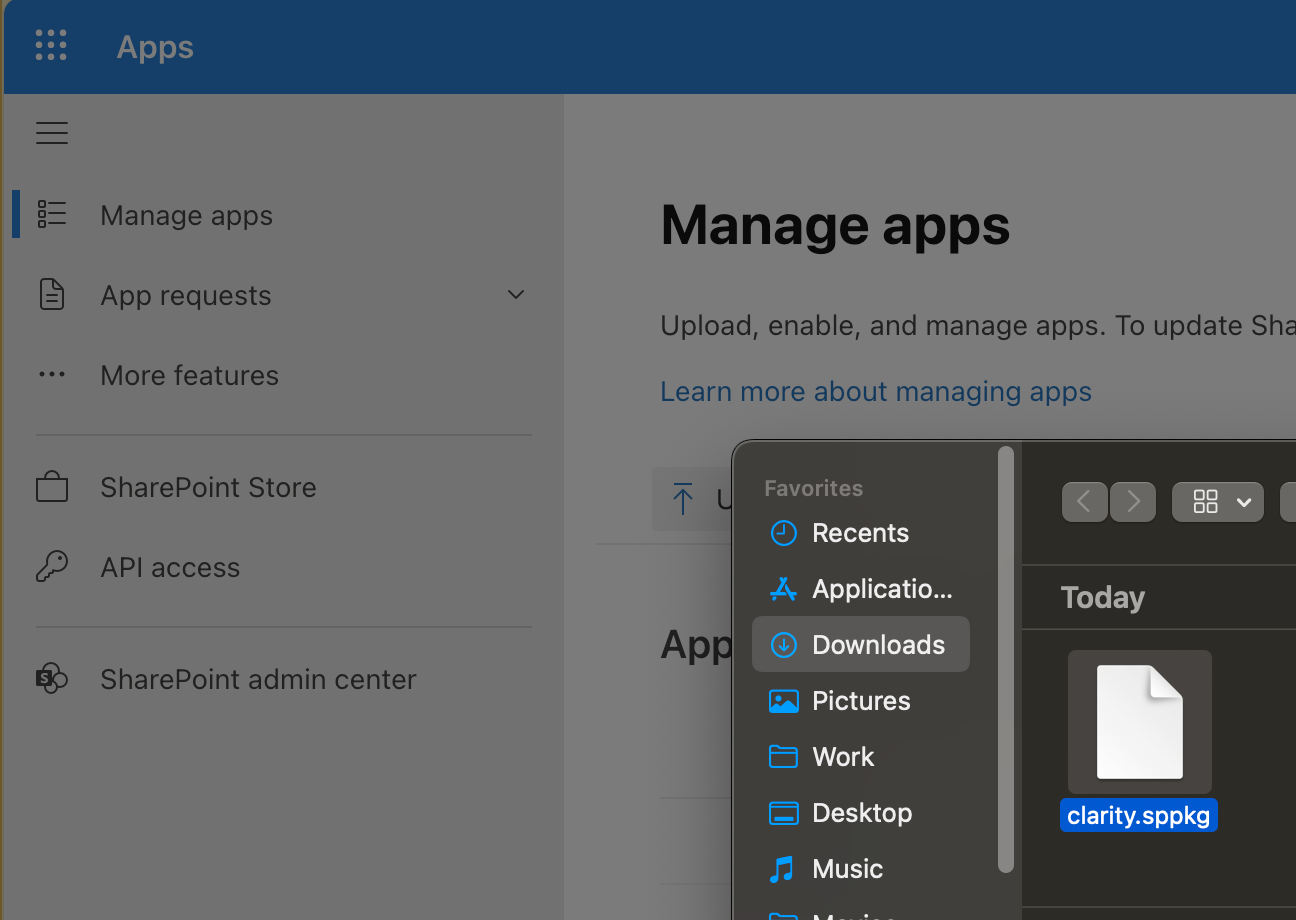 Apps
Manage apps
App requests
More features
SharePoint Store
API access
SharePoint admin center
Manage apps
Upload, enable, and manage apps. To update Sha
Learn more about managing apps
U
App
Favorites
Recents
Applicatio...
Downloads
Pictures
Work
Desktop
Music
Today
clarity.sppkg